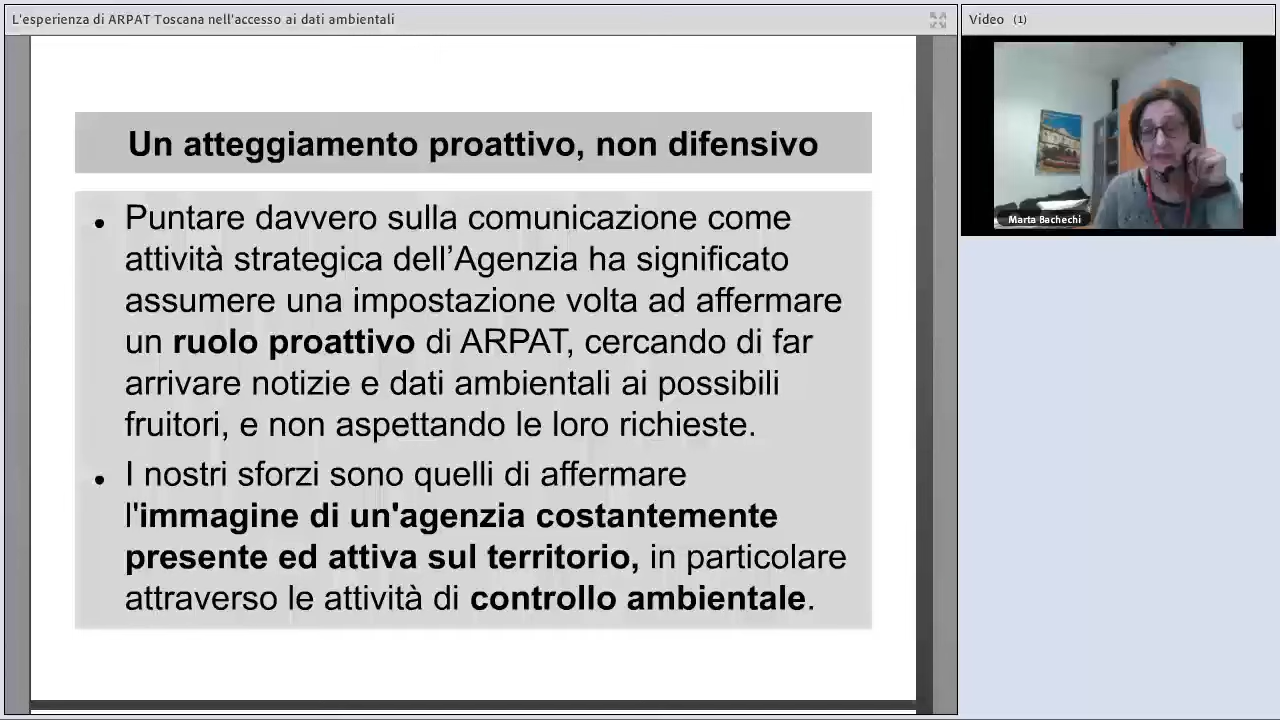 L'esperienza di ARPAT Toscana nell'accesso ai dati ambientali
Video (1)
Marta Bachechi
Un atteggiamento proattivo, non difensivo
• Puntare davvero sulla comunicazione come
attività strategica dell’Agenzia ha significato
assumere una impostazione volta ad affermare
un ruolo proattivo di ARPAT, cercando di far
arrivare notizie e dati ambientali ai possibili
fruitori, e non aspettando le loro richieste.
• I nostri sforzi sono quelli di affermare
l'immagine di un'agenzia costantemente
presente ed attiva sul territorio, in particolare
attraverso le attività di controllo ambientale.